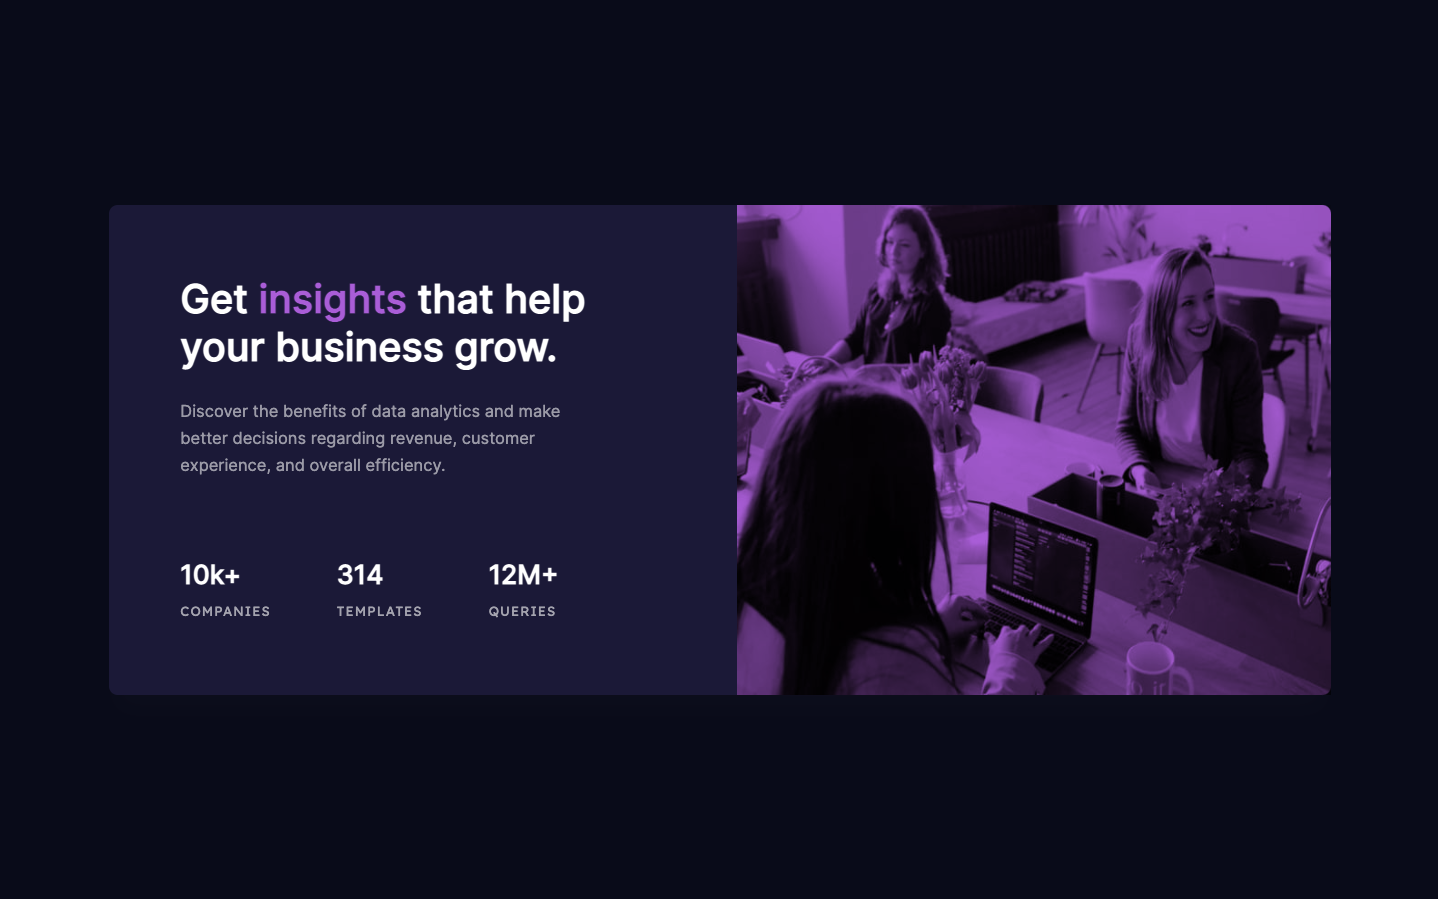 Get insights that help
your business grow.
Discover the benefits of data analytics and make
better decisions regarding revenue, customer
experience, and overall efficiency.
10k+ 314 12M+
COMPANIES TEMPLATES QUERIES